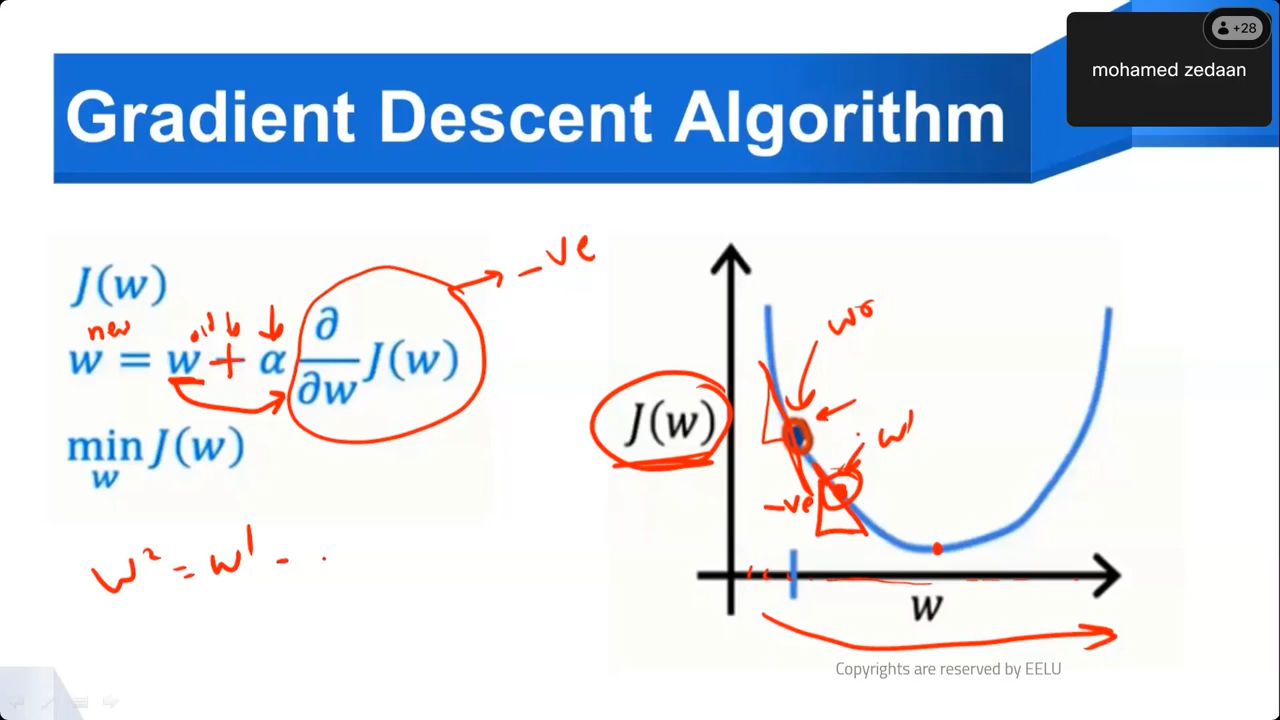 +28
mohamed zedaan
Gradient Descent Algorithm
J(w)
-ve
new old
w = w + α ∂/∂w J(w)
min J(w)
w
w² = w¹ - .
w0
J(w)
w¹
-ve
w
Copyrights are reserved by EELU